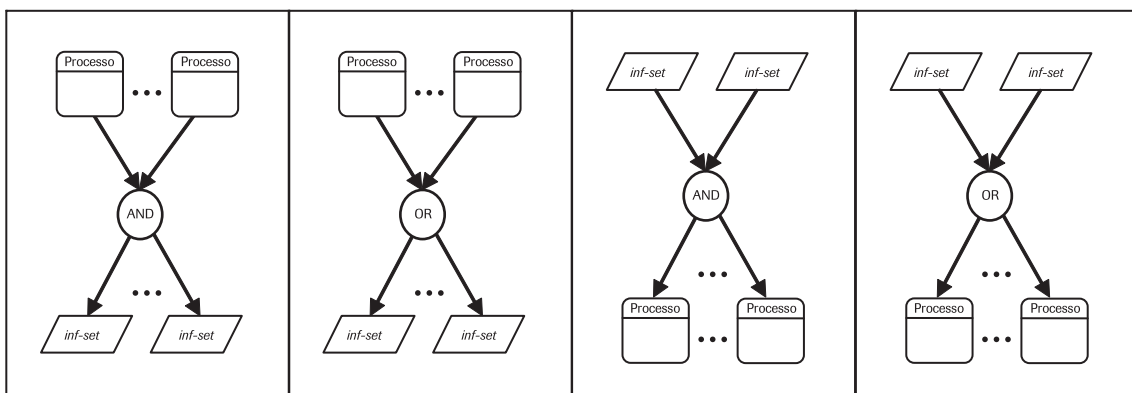 Processo Processo Processo Processo inf-set inf-set inf-set inf-set
AND OR AND OR
inf-set inf-set inf-set inf-set Processo Processo Processo Processo